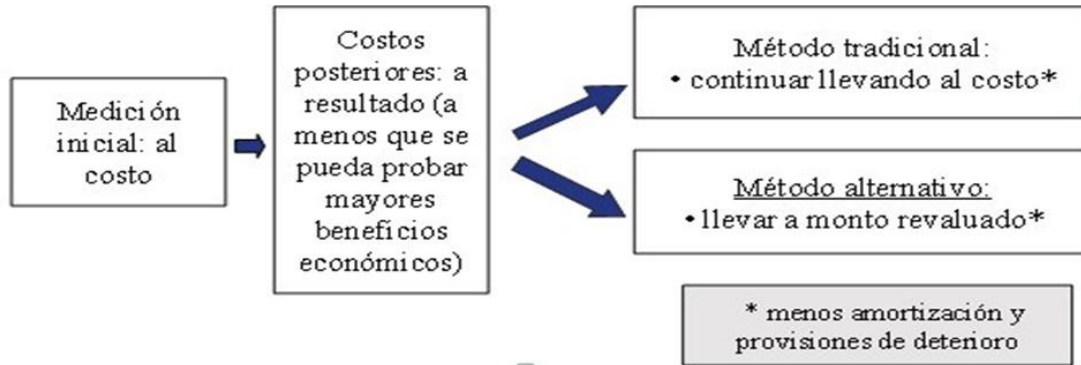 Medición
inicial: al
costo
Costos
posteriores: a
resultado (a
menos que se
pueda probar
mayores
beneficios
económicos)
Método tradicional:
• continuar llevando al costo*
Método alternativo:
• llevar a monto revaluado*
* menos amortización y
provisiones de deterioro